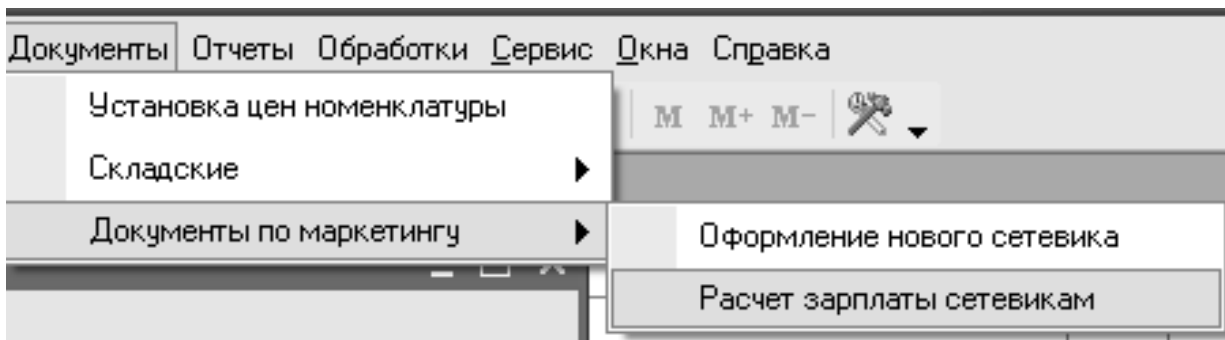 Документы Отчеты Обработки Сервис Окна Справка
Установка цен номенклатуры
M M+ M-
Складские
Документы по маркетингу
Оформление нового сетевика
Расчет зарплаты сетевикам